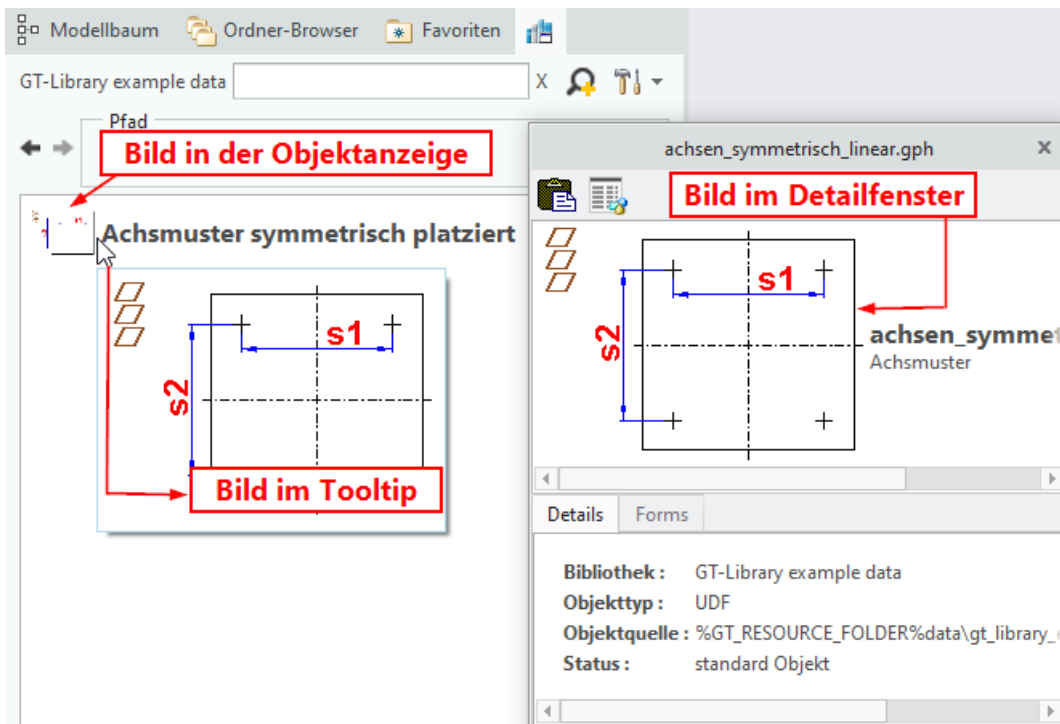 Modellbaum Ordner-Browser Favoriten
GT-Library example data X
Pfad
Bild in der Objektanzeige
Achsmuster symmetrisch platziert
s1
s2
Bild im Tooltip
achsen_symmetrisch_linear.gph x
Bild im Detailfenster
s1
s2
achsen_symmet
Achsmuster
Details Forms
Bibliothek : GT-Library example data
Objekttyp : UDF
Objektquelle : %GT_RESOURCE_FOLDER%data\gt_library_
Status : standard Objekt